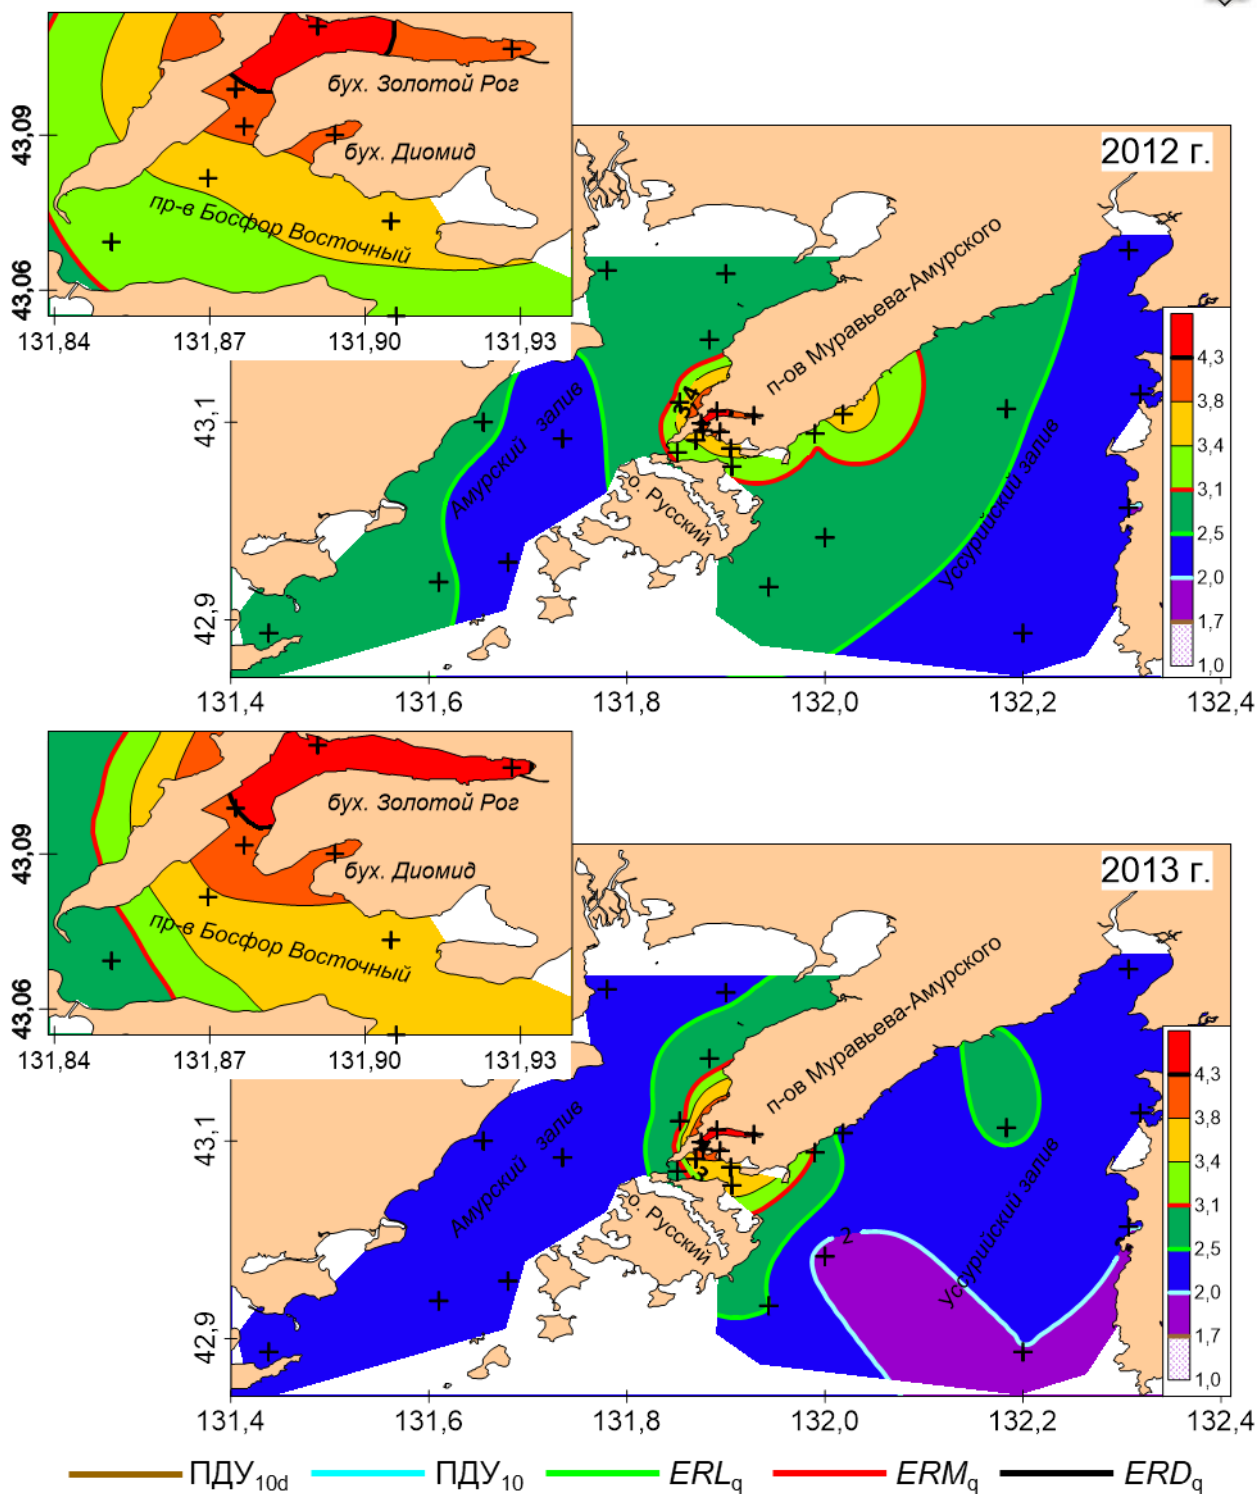 бух. Золотой Рог
бух. Диомид
пр-в Босфор Восточный
43,09
43,06
131,84
131,87
131,90
131,93
2012 г.
п-ов Муравьева-Амурского
Амурский залив
Уссурийский залив
о. Русский
3,4
43,1
42,9
131,4
131,6
131,8
132,0
132,2
132,4
4,3
3,8
3,4
3,1
2,5
2,0
1,7
1,0
бух. Золотой Рог
бух. Диомид
пр-в Босфор Восточный
43,09
43,06
131,84
131,87
131,90
131,93
2013 г.
п-ов Муравьева-Амурского
Амурский залив
Уссурийский залив
о. Русский
3
2
43,1
42,9
131,4
131,6
131,8
132,0
132,2
132,4
4,3
3,8
3,4
3,1
2,5
2,0
1,7
1,0
ПДУ10d ПДУ10 ERLq ERMq ERDq